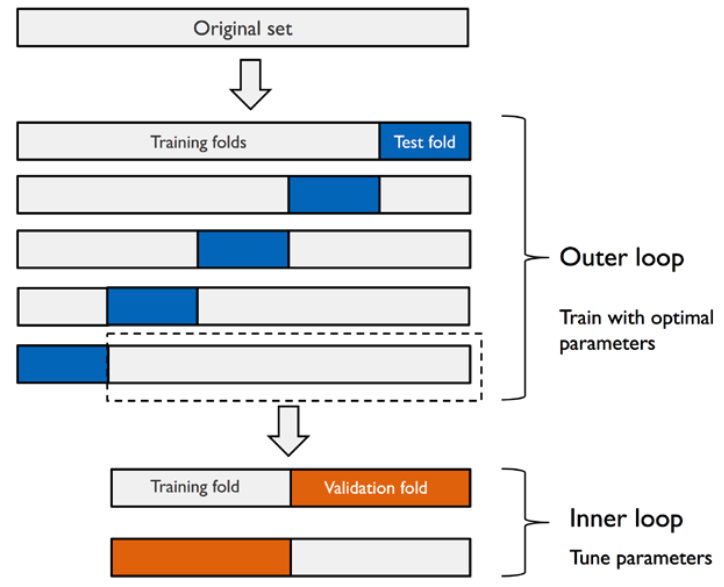 Original set
Training folds
Test fold
Outer loop
Train with optimal
parameters
Training fold
Validation fold
Inner loop
Tune parameters